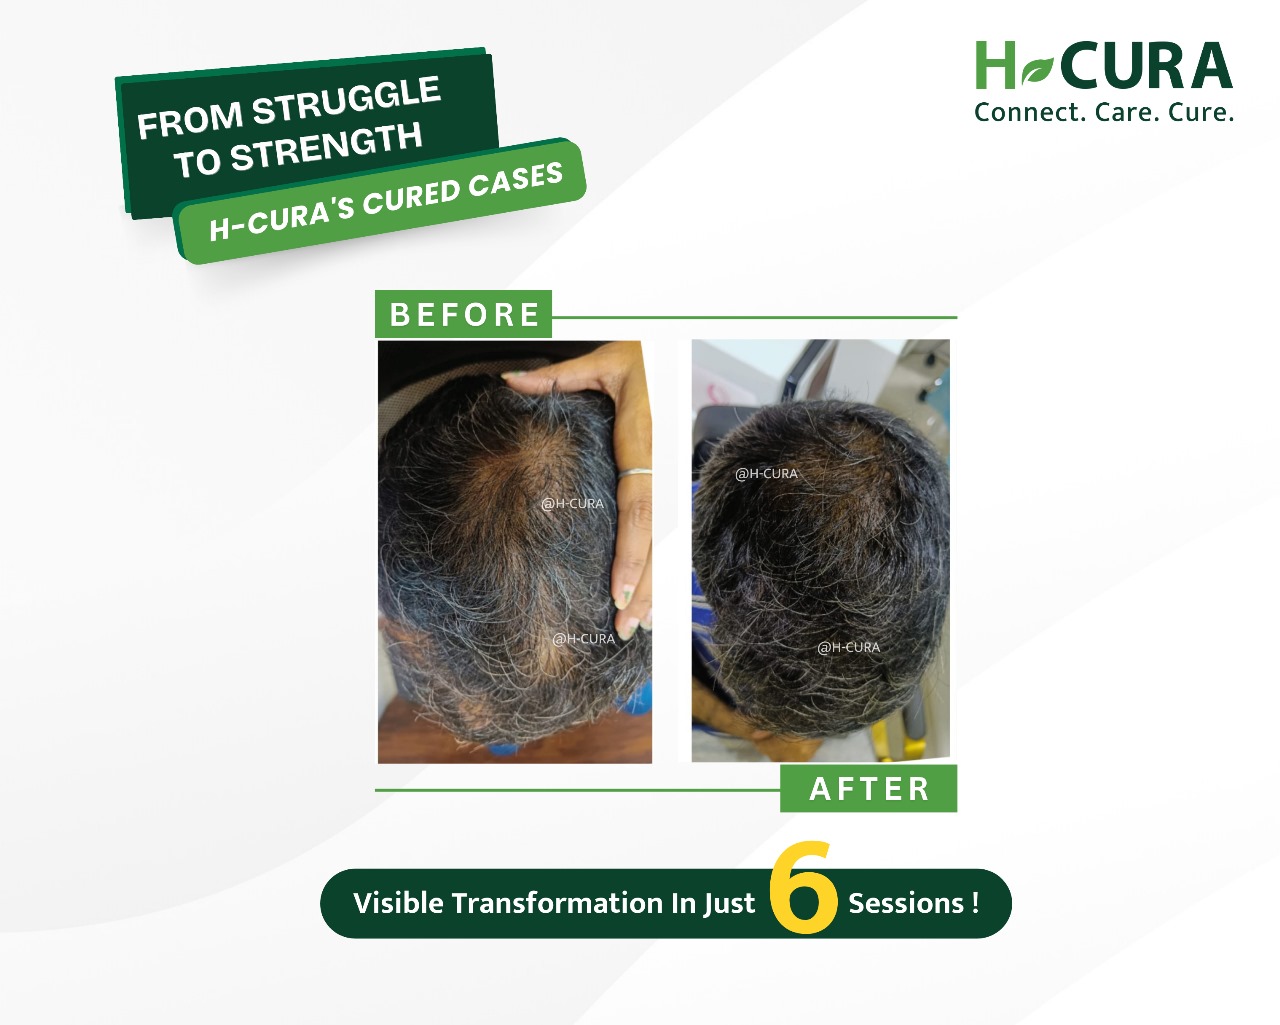 FROM STRUGGLE
TO STRENGTH
H-CURA'S CURED CASES
H CURA
Connect. Care. Cure.
BEFORE
@H-CURA
@H-CURA
@H-CURA
@H-CURA
AFTER
Visible Transformation In Just 6 Sessions !